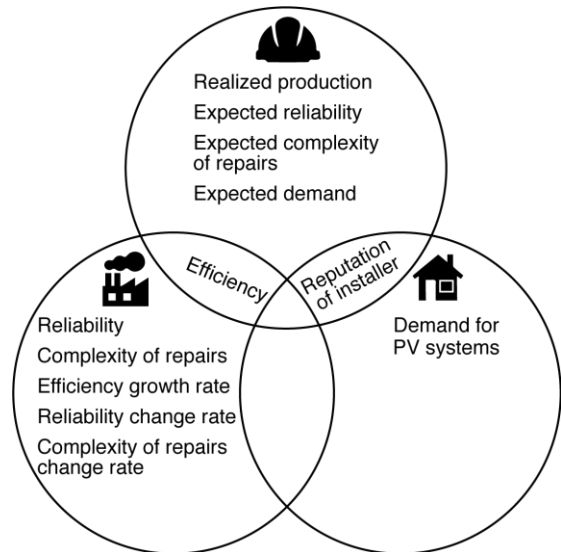 Realized production
Expected reliability
Expected complexity
of repairs
Expected demand
Efficiency
Reputation
of installer
Reliability
Complexity of repairs
Efficiency growth rate
Reliability change rate
Complexity of repairs
change rate
Demand for
PV systems